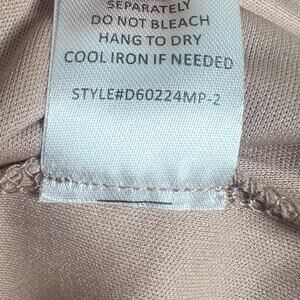 SEPARATELY
DO NOT BLEACH
HANG TO DRY
COOL IRON IF NEEDED
STYLE#D60224MP-2